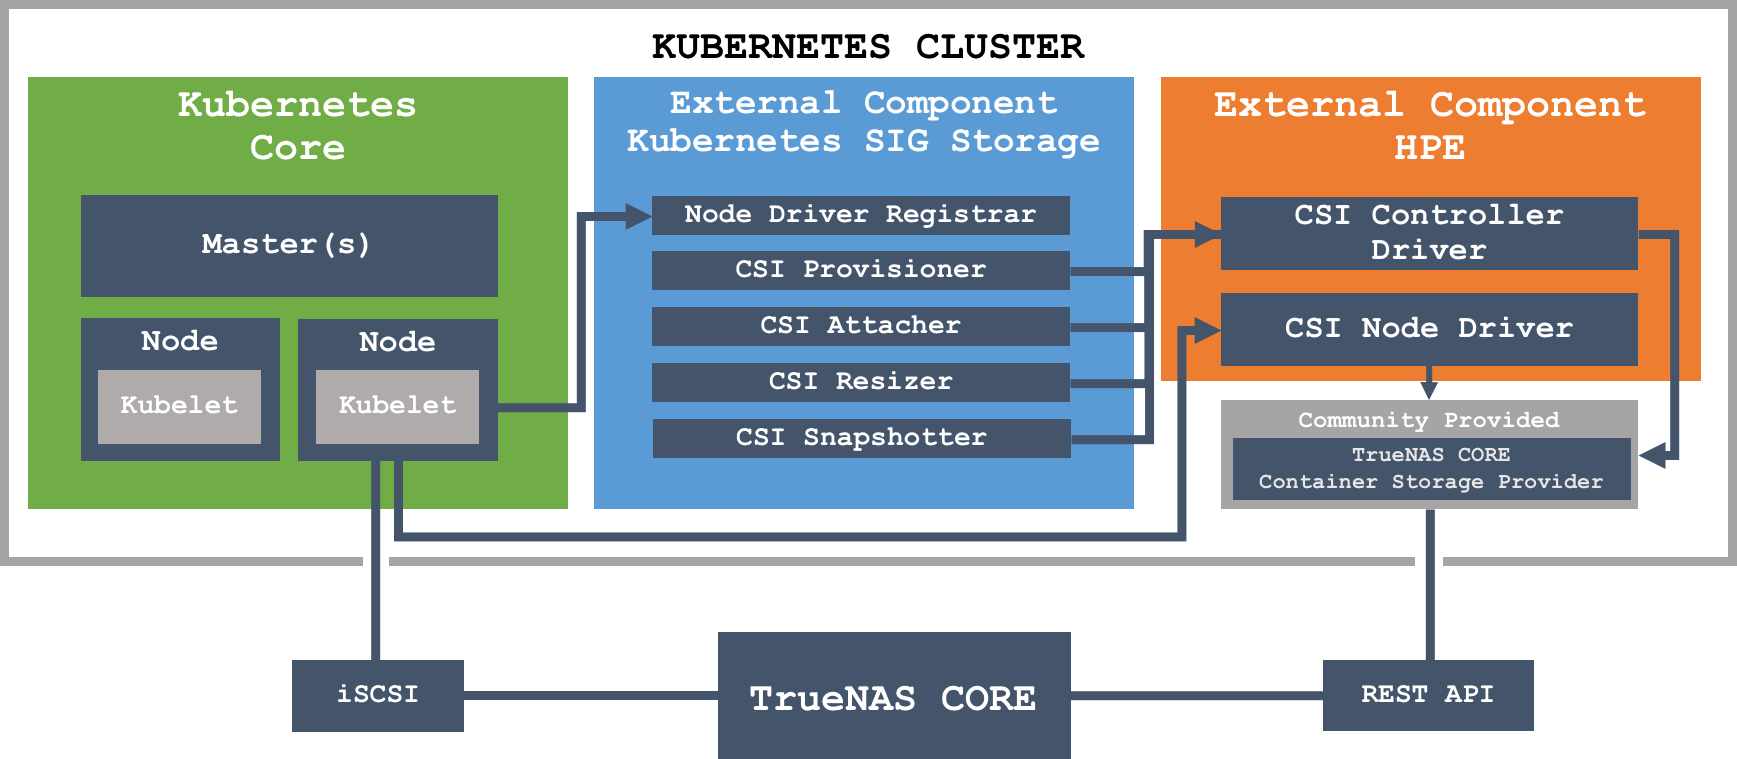 KUBERNETES CLUSTER
Kubernetes
Core
Master(s)
Node
Kubelet
Node
Kubelet
External Component
Kubernetes SIG Storage
Node Driver Registrar
CSI Provisioner
CSI Attacher
CSI Resizer
CSI Snapshotter
External Component
HPE
CSI Controller
Driver
CSI Node Driver
Community Provided
TrueNAS CORE
Container Storage Provider
iSCSI
TrueNAS CORE
REST API